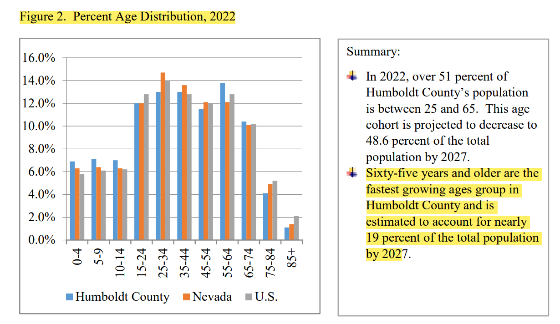 Figure 2.  Percent Age Distribution, 2022
16.0%
14.0%
12.0%
10.0%
8.0%
6.0%
4.0%
2.0%
0.0%
0-4
5-9
10-14
15-24
25-34
35-44
45-54
55-64
65-74
75-84
85+
Humboldt County
Nevada
U.S.
Summary:
In 2022, over 51 percent of
Humboldt County’s population
is between 25 and 65.  This age
cohort is projected to decrease to
48.6 percent of the total
population by 2027.
Sixty-five years and older are the
fastest growing ages group in
Humboldt County and is
estimated to account for nearly
19 percent of the total population
by 2027.